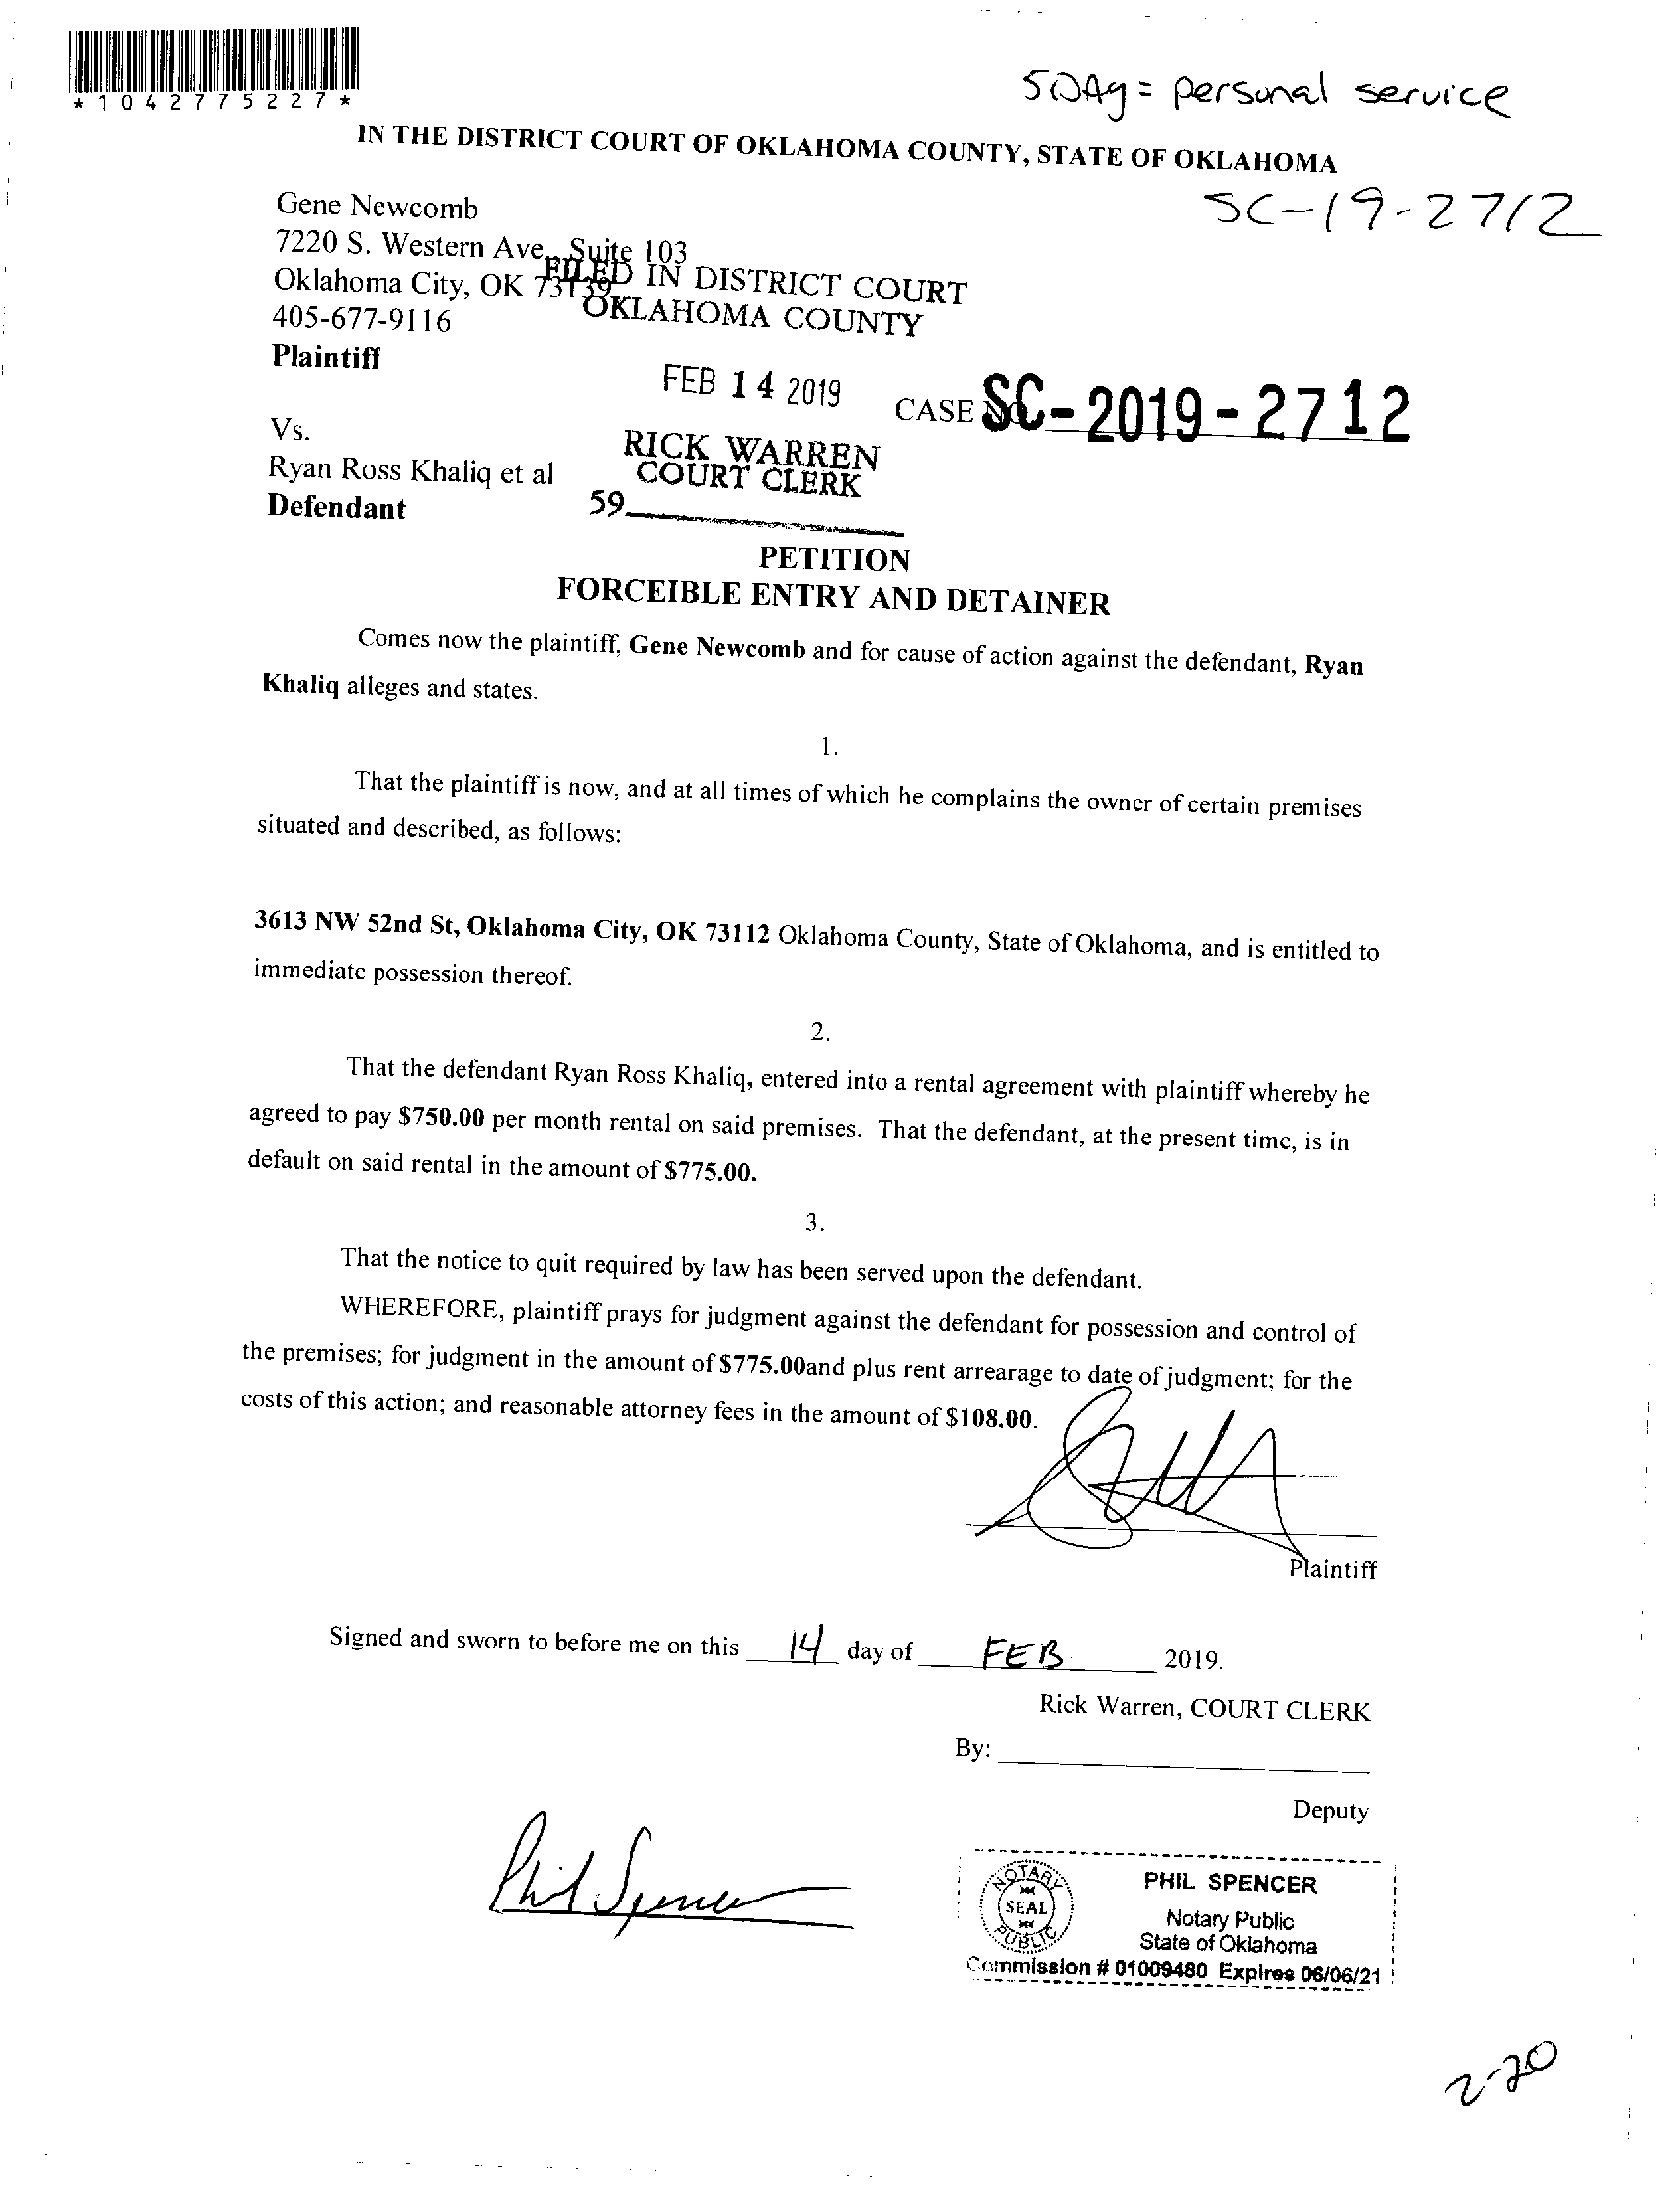 *1042775227*
5DAg = personal service
IN THE DISTRICT COURT OF OKLAHOMA COUNTY, STATE OF OKLAHOMA
SC-19-2712
Gene Newcomb
7220 S. Western Ave., Suite 103
Oklahoma City, OK 73139
405-677-9116
Plaintiff
FILED IN DISTRICT COURT
OKLAHOMA COUNTY
FEB 14 2019
CASE NO. SC-2019-2712
Vs.
Ryan Ross Khaliq et al
Defendant
RICK WARREN
COURT CLERK
59
PETITION
FORCEIBLE ENTRY AND DETAINER
Comes now the plaintiff, Gene Newcomb and for cause of action against the defendant, Ryan
Khaliq alleges and states.
1.
That the plaintiff is now, and at all times of which he complains the owner of certain premises
situated and described, as follows:
3613 NW 52nd St, Oklahoma City, OK 73112 Oklahoma County, State of Oklahoma, and is entitled to
immediate possession thereof.
2.
That the defendant Ryan Ross Khaliq, entered into a rental agreement with plaintiff whereby he
agreed to pay $750.00 per month rental on said premises. That the defendant, at the present time, is in
default on said rental in the amount of $775.00.
3.
That the notice to quit required by law has been served upon the defendant.
WHEREFORE, plaintiff prays for judgment against the defendant for possession and control of
the premises; for judgment in the amount of $775.00and plus rent arrearage to date of judgment; for the
costs of this action; and reasonable attorney fees in the amount of $108.00.
Plaintiff
Signed and sworn to before me on this 14 day of FEB 2019.
Rick Warren, COURT CLERK
By:
Deputy
Phil Spencer
NOTARY
SEAL
PUBLIC
PHIL SPENCER
Notary Public
State of Oklahoma
Commission # 01009480 Expires 06/06/21
2-20